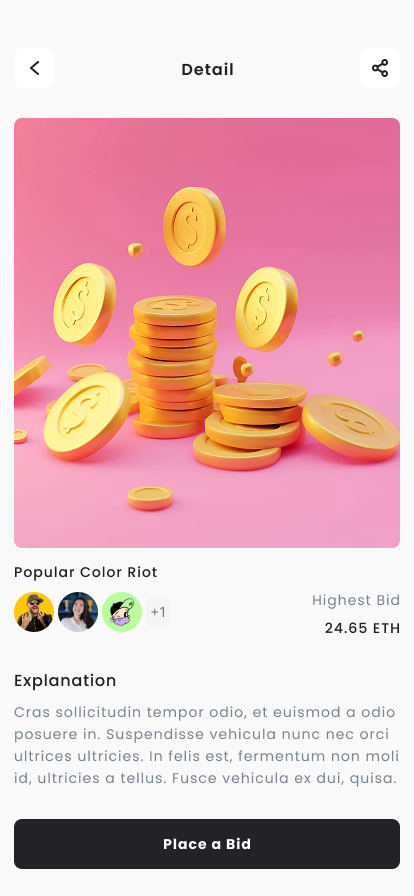 Detail
Popular Color Riot
+1
Highest Bid
24.65 ETH
Explanation
Cras sollicitudin tempor odio, et euismod a odio
posuere in. Suspendisse vehicula nunc nec orci
ultrices ultricies. In felis est, fermentum non moli
id, ultricies a tellus. Fusce vehicula ex dui, quisa.
Place a Bid